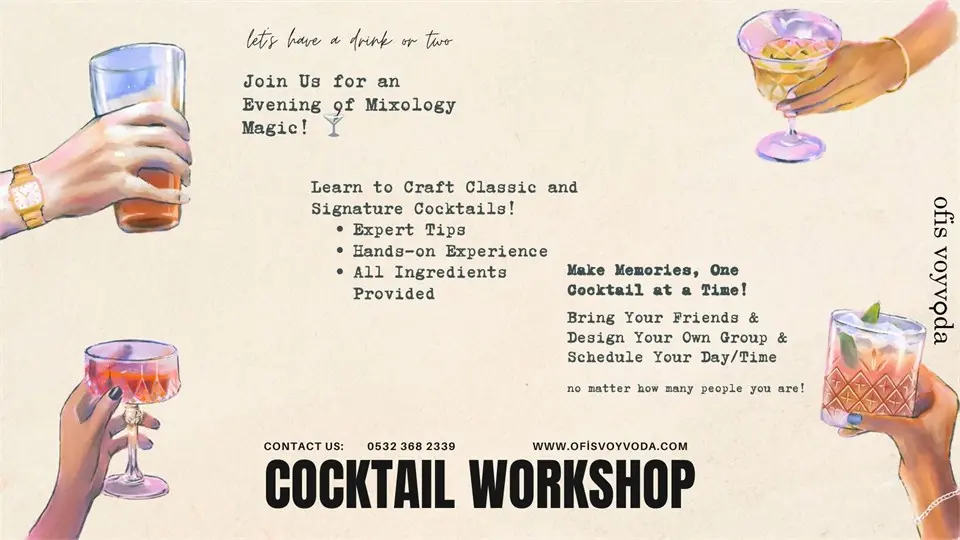 let's have a drink or two
Join Us for an
Evening of Mixology
Magic!
Learn to Craft Classic and
Signature Cocktails!
• Expert Tips
• Hands-on Experience
• All Ingredients
Provided
Make Memories, One
Cocktail at a Time!
Bring Your Friends &
Design Your Own Group &
Schedule Your Day/Time
no matter how many people you are!
ofis voyvoda
CONTACT US: 0532 368 2339 WWW.OFİSVOYVODA.COM
COCKTAIL WORKSHOP